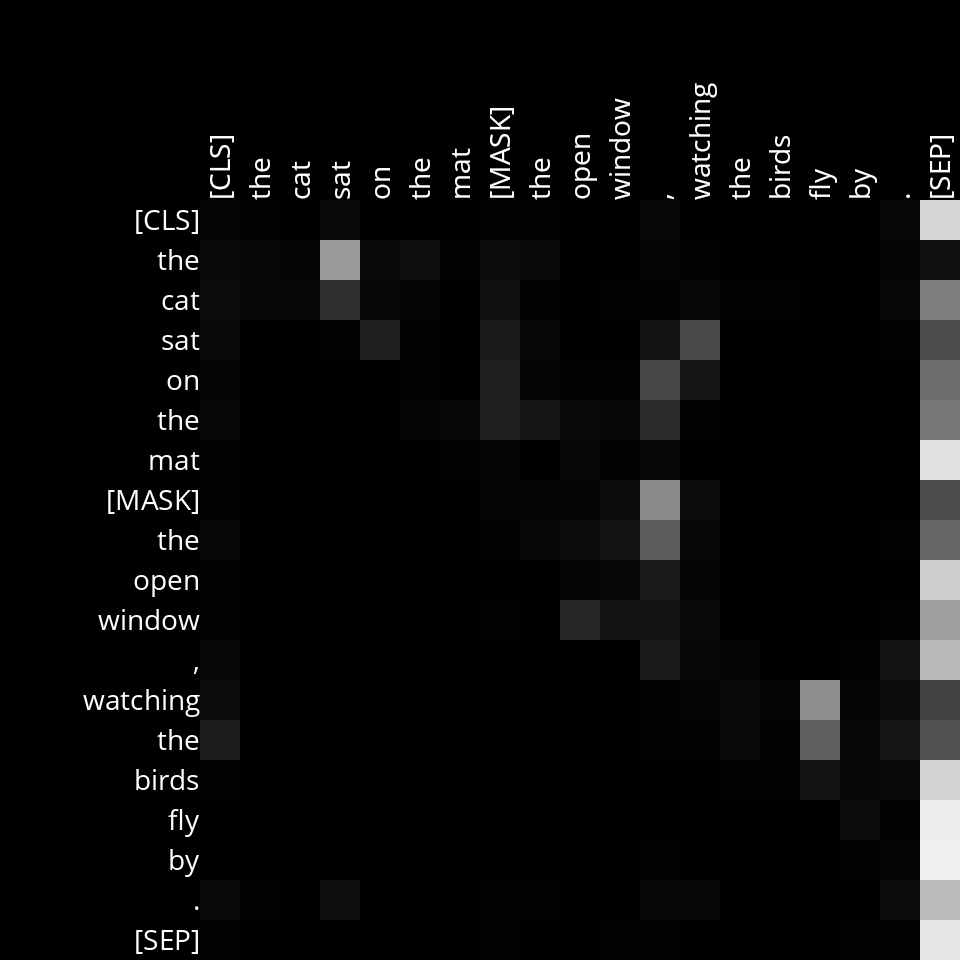 [CLS]
the
cat
sat
on
the
mat
[MASK]
the
open
window
,
watching
the
birds
fly
by
.
[SEP]
[CLS]
the
cat
sat
on
the
mat
[MASK]
the
open
window
,
watching
the
birds
fly
by
.
[SEP]